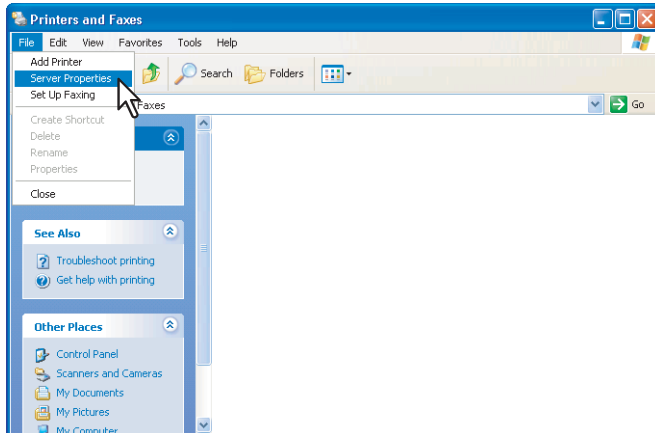 Printers and Faxes
File Edit View Favorites Tools Help
Add Printer
Server Properties
Set Up Faxing
Create Shortcut
Delete
Rename
Properties
Close
Search Folders
Faxes
Go
See Also
Troubleshoot printing
Get help with printing
Other Places
Control Panel
Scanners and Cameras
My Documents
My Pictures
My Computer